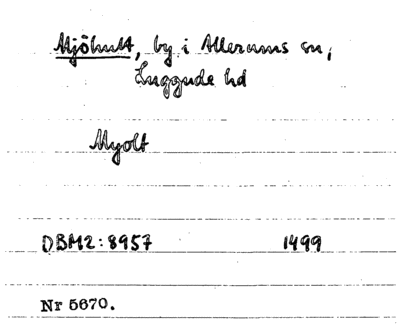 Mjöhult, by i Allerums sn,
Luggude hd
Myolt
DBM2:8957 1499
Nr 5670.